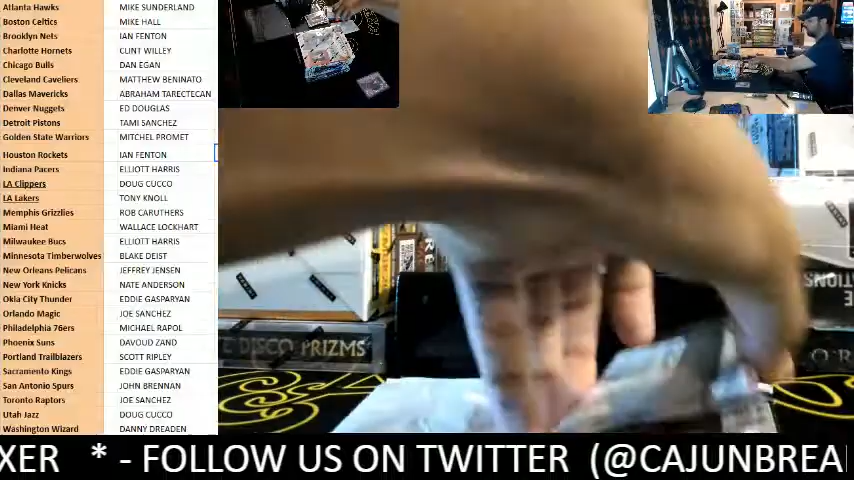 Atlanta Hawks MIKE SUNDERLAND
Boston Celtics MIKE HALL
Brooklyn Nets IAN FENTON
Charlotte Hornets CLINT WILLEY
Chicago Bulls DAN EGAN
Cleveland Cavaliers MATTHEW BENINATO
Dallas Mavericks ABRAHAM TARECTECAN
Denver Nuggets ED DOUGLAS
Detroit Pistons TAMI SANCHEZ
Golden State Warriors MITCHEL PROMET
Houston Rockets IAN FENTON
Indiana Pacers ELLIOTT HARRIS
LA Clippers DOUG CUCCO
LA Lakers TONY KNOLL
Memphis Grizzlies ROB CARUTHERS
Miami Heat WALLACE LOCKHART
Milwaukee Bucs ELLIOTT HARRIS
Minnesota Timberwolves BLAKE DEIST
New Orleans Pelicans JEFFREY JENSEN
New York Knicks NATE ANDERSON
Okla City Thunder EDDIE GASPARYAN
Orlando Magic JOE SANCHEZ
Philadelphia 76ers MICHAEL RAPOL
Phoenix Suns DAVOUD ZAND
Portland Trailblazers SCOTT RIPLEY
Sacramento Kings EDDIE GASPARYAN
San Antonio Spurs JOHN BRENNAN
Toronto Raptors JOE SANCHEZ
Utah Jazz DOUG CUCCO
Washington Wizard DANNY DREADEN
DISCO PRIZMS
XER * - FOLLOW US ON TWITTER (@CAJUNBREA